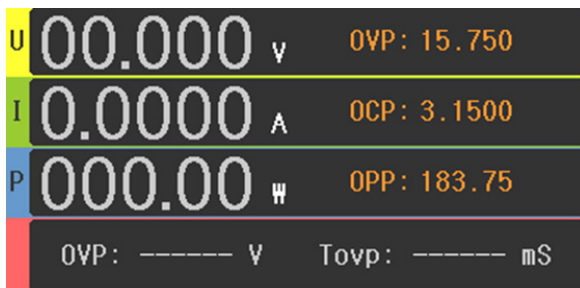 U 00.000 V OVP: 15.750
I 0.0000 A OCP: 3.1500
P 000.00 W OPP: 183.75
OVP: ------ V Tovp: ------ mS